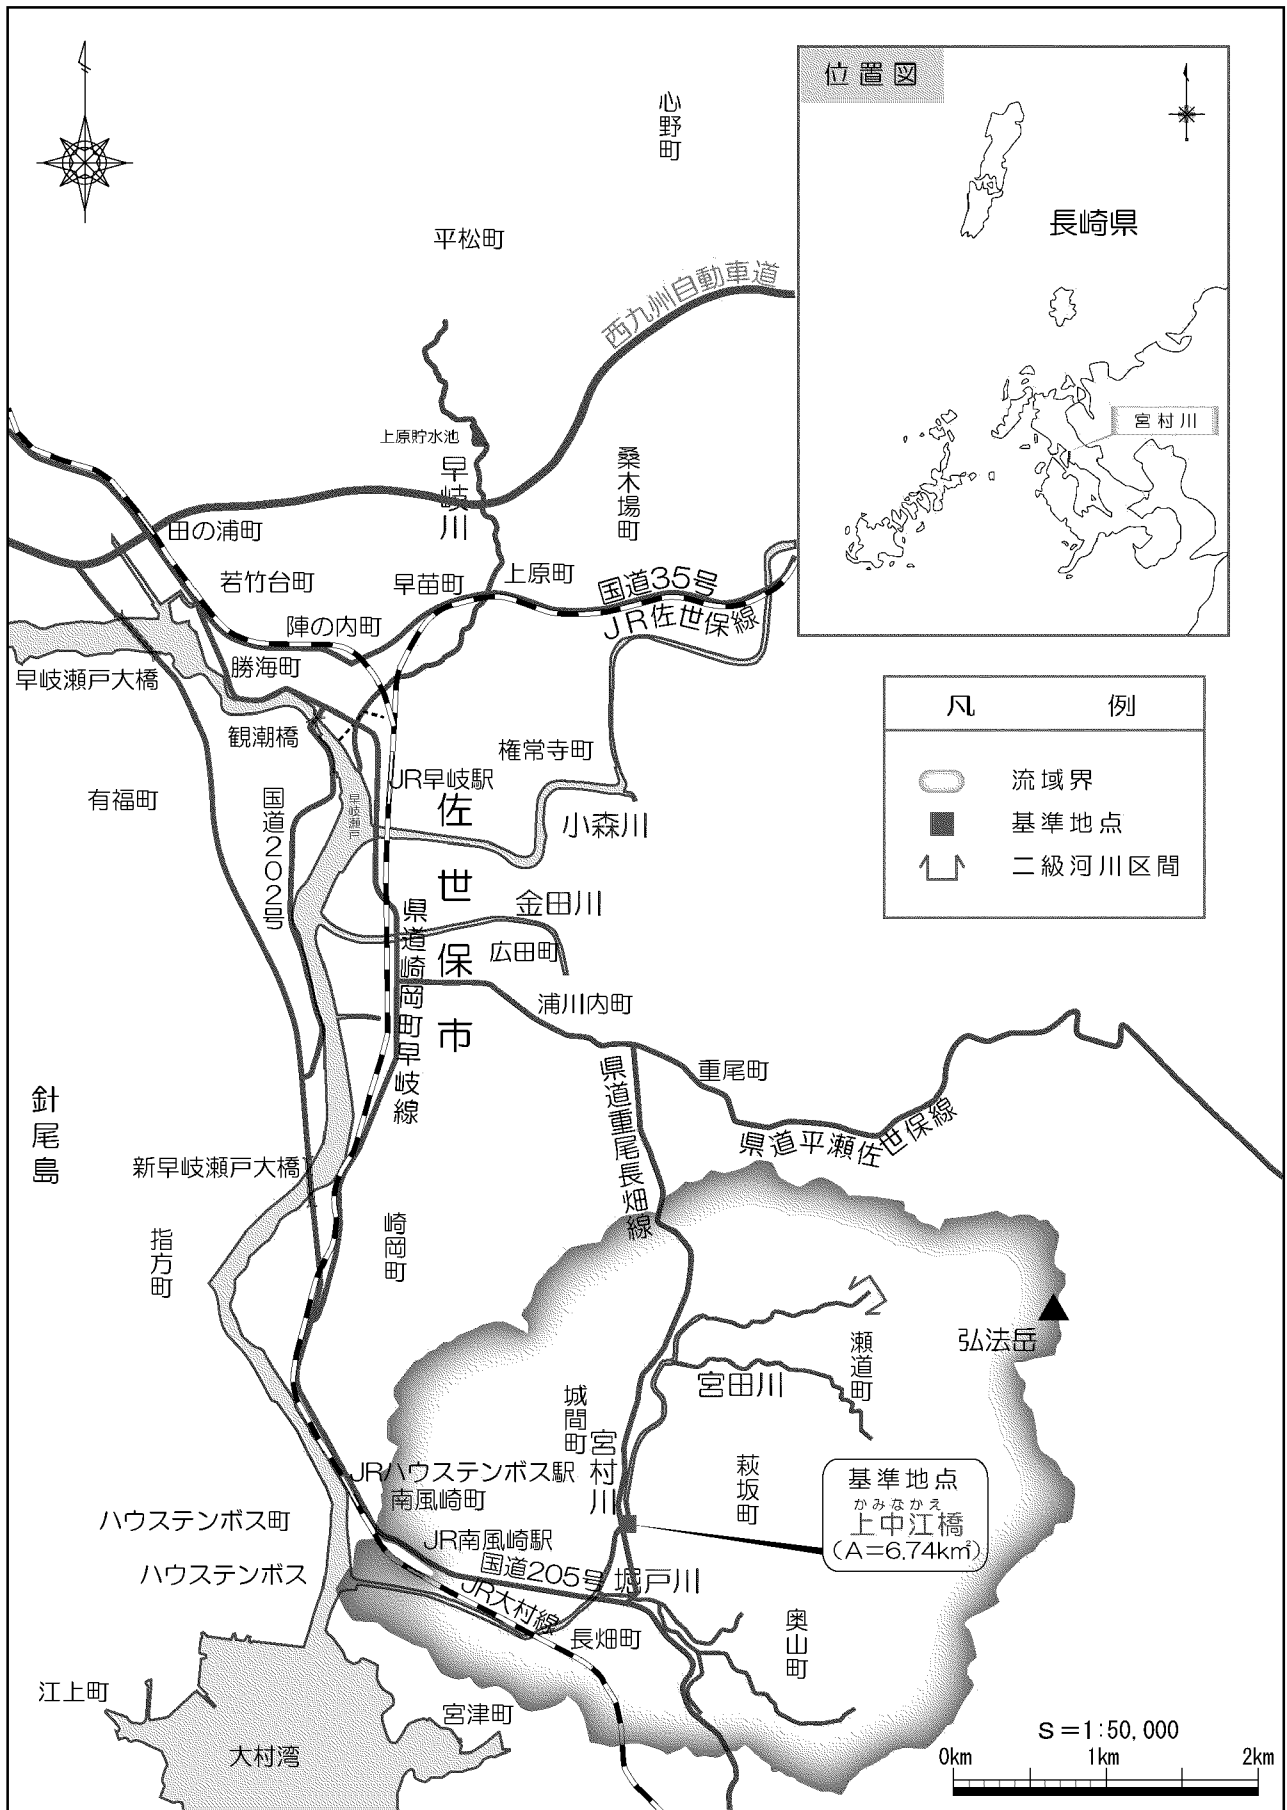 位置図
長崎県
宮村川
心野町
平松町
西九州自動車道
上原貯水池
早岐川
桑木場町
田の浦町
若竹台町
早苗町
上原町
国道35号
JR佐世保線
陣の内町
勝海町
早岐瀬戸大橋
観潮橋
権常寺町
JR早岐駅
有福町
国道202号
早岐瀬戸
小森川
佐世保市
金田川
広田町
県道崎岡町早岐線
浦川内町
重尾町
県道重尾長畑線
県道平瀬佐世保線
針尾島
新早岐瀬戸大橋
指方町
崎岡町
弘法岳
瀬道町
宮田川
城間町
宮村川
萩坂町
JRハウステンボス駅
南風崎町
ハウステンボス町
JR南風崎駅
ハウステンボス
国道205号
堀戸川
JR大村線
長畑町
奥山町
江上町
宮津町
大村湾
凡例
流域界
基準地点
二級河川区間
基準地点
かみなかえ
上中江橋
(A=6.74km²)
S=1:50,000
0km 1km 2km